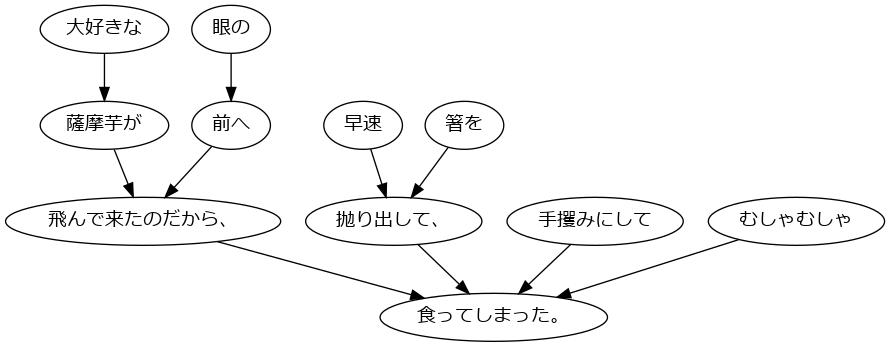 大好きな
眼の
薩摩芋が
前へ
早速
箸を
飛んで来たのだから、
抛り出して、
手攫みにして
むしゃむしゃ
食ってしまった。